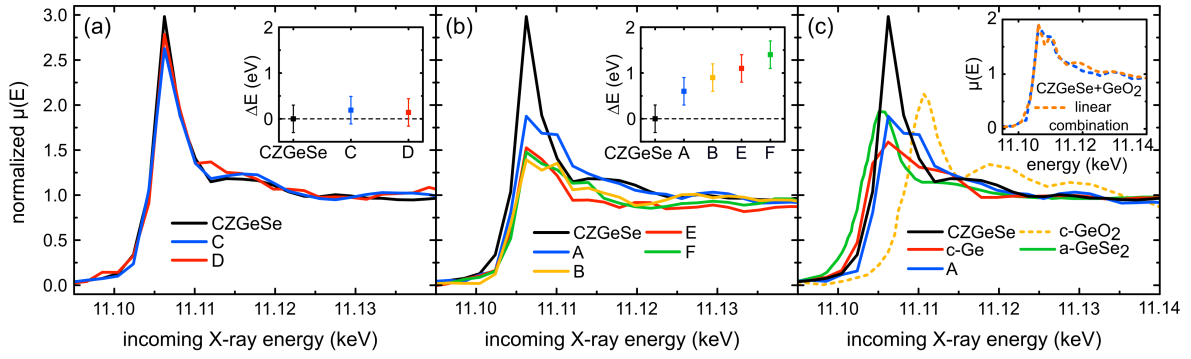 (a)
normalized μ(E)
3.0
2.5
2.0
1.5
1.0
0.5
0.0
ΔE (eV)
2
1
0
CZGeSe C D
CZGeSe
C
D
11.10 11.11 11.12 11.13
incoming X-ray energy (keV)
(b)
ΔE (eV)
2
1
0
CZGeSe A B E F
CZGeSe
A
B
E
F
11.10 11.11 11.12 11.13
incoming X-ray energy (keV)
(c)
μ(E)
2
1
0
CZGeSe+GeO₂
linear
combination
11.10 11.12 11.14
energy (keV)
CZGeSe
c-Ge
A
c-GeO₂
a-GeSe₂
11.10 11.11 11.12 11.13 11.14
incoming X-ray energy (keV)